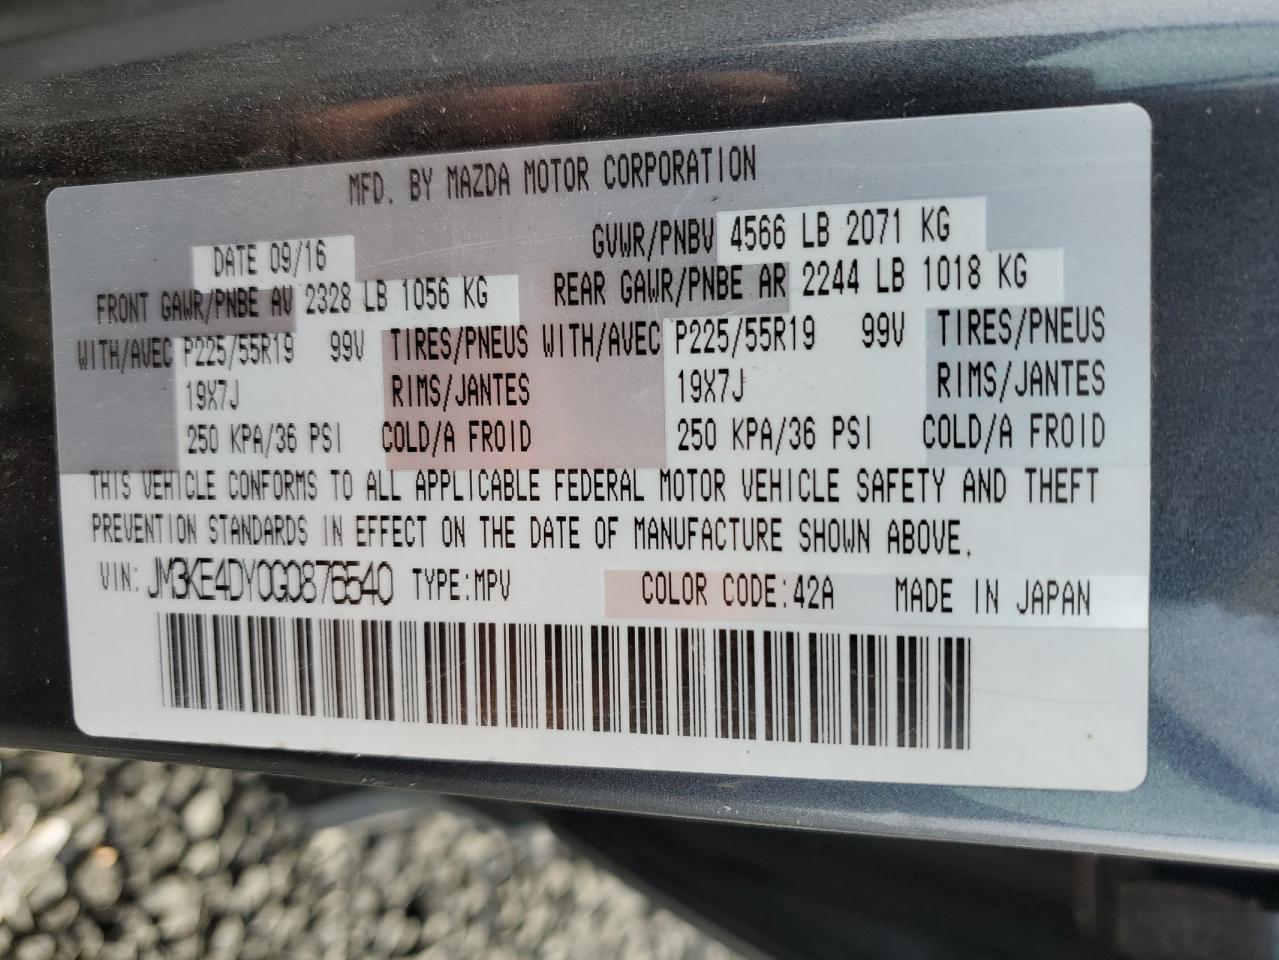 MFD. BY MAZDA MOTOR CORPORATION
DATE 09/16 GVWR/PNBV 4566 LB 2071 KG
FRONT GAWR/PNBE AV 2328 LB 1056 KG REAR GAWR/PNBE AR 2244 LB 1018 KG
WITH/AVEC P225/55R19 99V TIRES/PNEUS WITH/AVEC P225/55R19 99V TIRES/PNEUS
19X7J RIMS/JANTES 19X7J RIMS/JANTES
250 KPA/36 PSI COLD/A FROID 250 KPA/36 PSI COLD/A FROID
THIS VEHICLE CONFORMS TO ALL APPLICABLE FEDERAL MOTOR VEHICLE SAFETY AND THEFT
PREVENTION STANDARDS IN EFFECT ON THE DATE OF MANUFACTURE SHOWN ABOVE.
VIN: JM3KE4DY0G0876540 TYPE:MPV COLOR CODE:42A MADE IN JAPAN